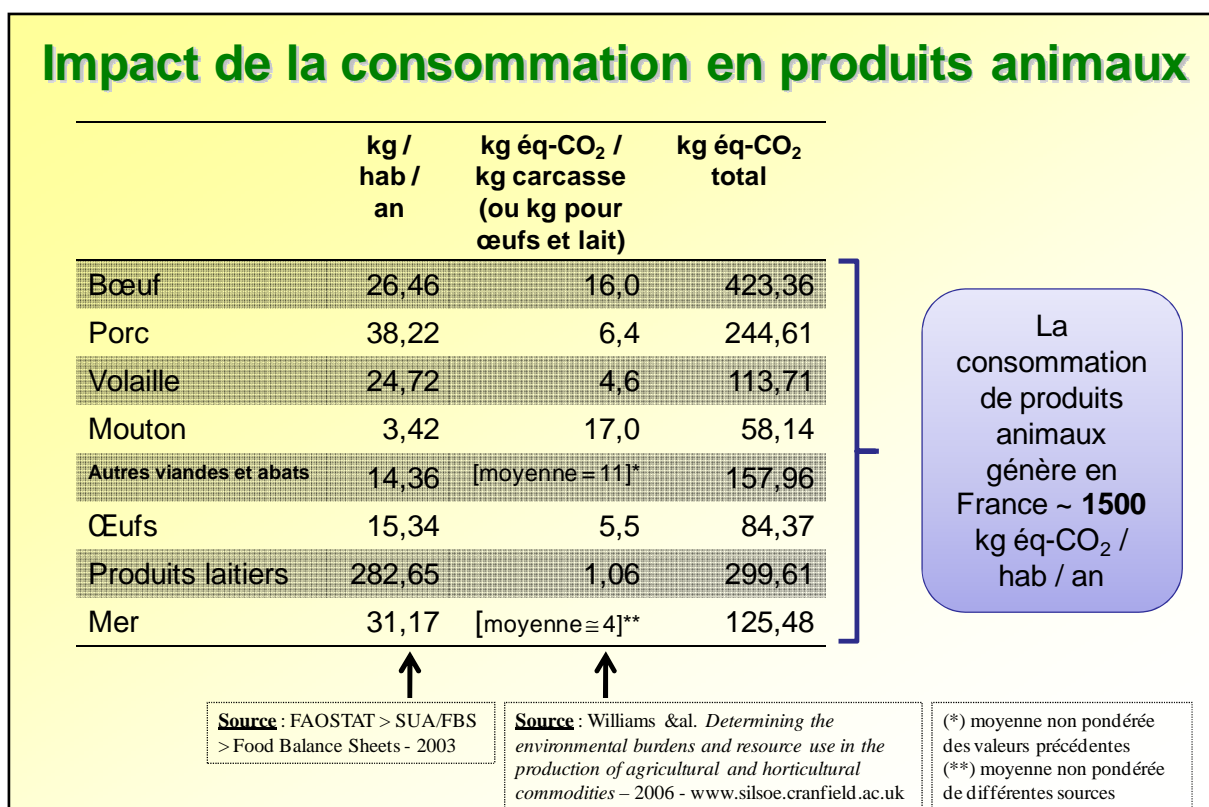 Impact de la consommation en produits animaux
kg / hab / an
kg éq-CO₂ / kg carcasse (ou kg pour œufs et lait)
kg éq-CO₂ total
Bœuf 26,46 16,0 423,36
Porc 38,22 6,4 244,61
Volaille 24,72 4,6 113,71
Mouton 3,42 17,0 58,14
Autres viandes et abats 14,36 [moyenne = 11]* 157,96
Œufs 15,34 5,5 84,37
Produits laitiers 282,65 1,06 299,61
Mer 31,17 [moyenne ≅ 4]** 125,48
La
consommation
de produits
animaux
génère en
France ~ 1500
kg éq-CO₂ /
hab / an
Source : FAOSTAT > SUA/FBS
> Food Balance Sheets - 2003
Source : Williams &al. Determining the
environmental burdens and resource use in the
production of agricultural and horticultural
commodities – 2006 - www.silsoe.cranfield.ac.uk
(*) moyenne non pondérée
des valeurs précédentes
(**) moyenne non pondérée
de différentes sources